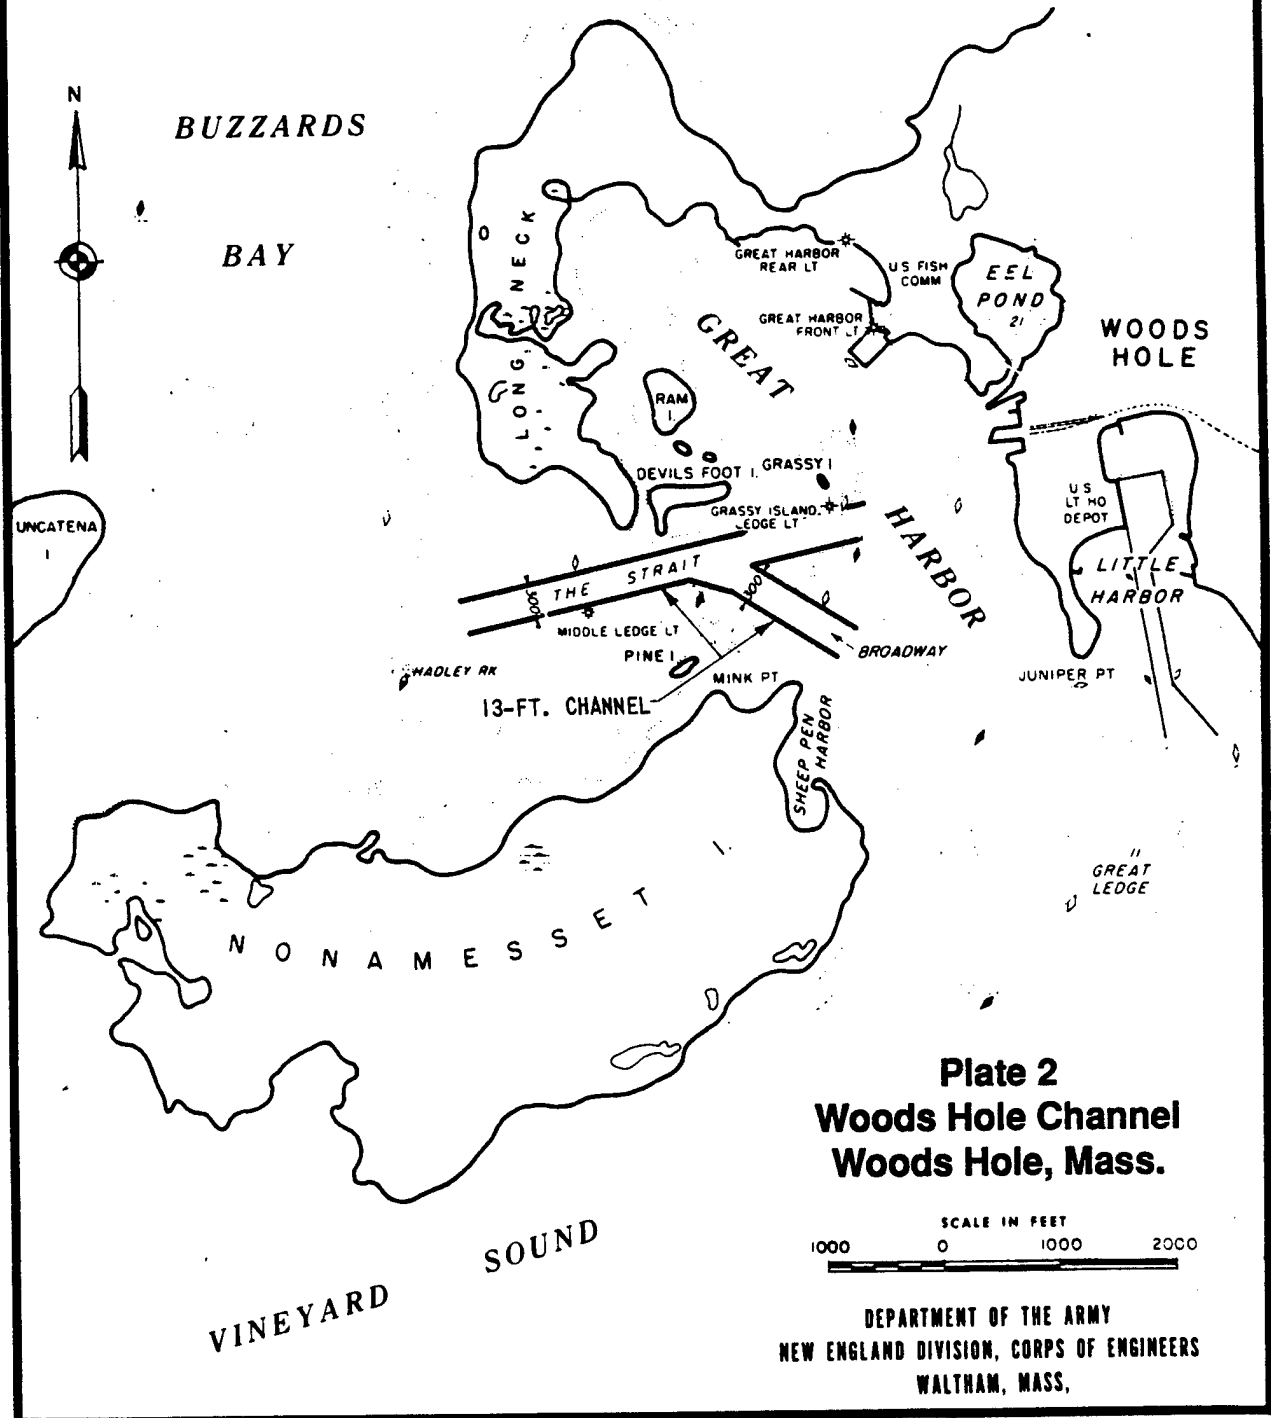 N
BUZZARDS
BAY
LONG NECK
GREAT HARBOR
REAR LT
U S FISH
COMM
EEL
POND
21
GREAT HARBOR
FRONT LT
WOODS
HOLE
GREAT
HARBOR
RAM
I.
DEVILS FOOT I.
GRASSY I
GRASSY ISLAND
LEDGE LT
U S
LT HO
DEPOT
UNCATENA
I
THE STRAIT
300
300
LITTLE
HARBOR
MIDDLE LEDGE LT
PINE I.
BROADWAY
HADLEY RK
MINK PT
JUNIPER PT
13-FT. CHANNEL
SHEEP PEN
HARBOR
11
GREAT
LEDGE
NONAMESSET I.
Plate 2
Woods Hole Channel
Woods Hole, Mass.
SCALE IN FEET
1000 0 1000 2000
VINEYARD SOUND
DEPARTMENT OF THE ARMY
NEW ENGLAND DIVISION, CORPS OF ENGINEERS
WALTHAM, MASS,